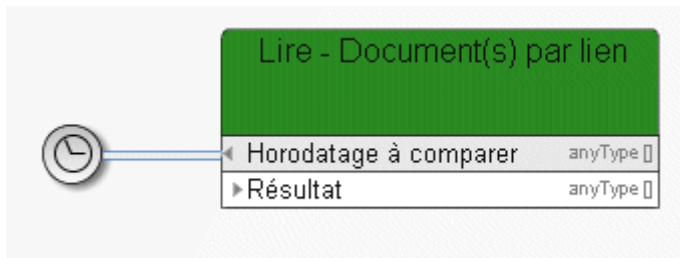 Lire - Document(s) par lien
Horodatage à comparer anyType []
Résultat anyType []